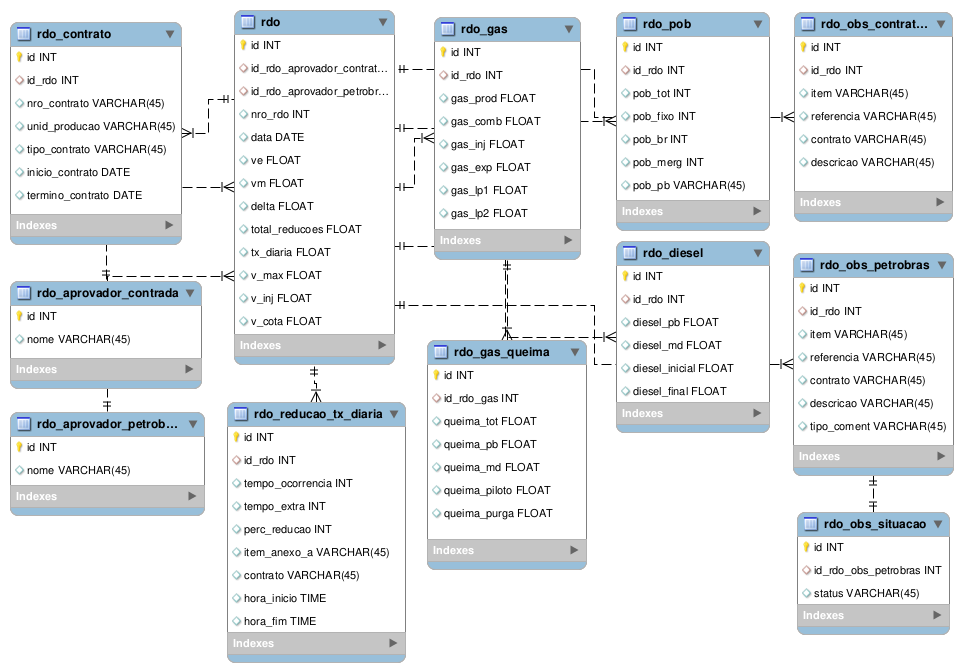 rdo_contrato
id INT
id_rdo INT
nro_contrato VARCHAR(45)
unid_producao VARCHAR(45)
tipo_contrato VARCHAR(45)
inicio_contrato DATE
termino_contrato DATE
Indexes
rdo_aprovador_contrada
id INT
nome VARCHAR(45)
Indexes
rdo_aprovador_petrob...
id INT
nome VARCHAR(45)
Indexes
rdo
id INT
id_rdo_aprovador_contrat...
id_rdo_aprovador_petrobr...
nro_rdo INT
data DATE
ve FLOAT
vm FLOAT
delta FLOAT
total_reducoes FLOAT
tx_diaria FLOAT
v_max FLOAT
v_inj FLOAT
v_cota FLOAT
Indexes
rdo_reducao_tx_diaria
id INT
id_rdo INT
tempo_ocorrencia INT
tempo_extra INT
perc_reducao INT
item_anexo_a VARCHAR(45)
contrato VARCHAR(45)
hora_inicio TIME
hora_fim TIME
Indexes
rdo_gas
id INT
id_rdo INT
gas_prod FLOAT
gas_comb FLOAT
gas_inj FLOAT
gas_exp FLOAT
gas_lp1 FLOAT
gas_lp2 FLOAT
Indexes
rdo_gas_queima
id INT
id_rdo_gas INT
queima_tot FLOAT
queima_pb FLOAT
queima_md FLOAT
queima_piloto FLOAT
queima_purga FLOAT
Indexes
rdo_pob
id INT
id_rdo INT
pob_tot INT
pob_fixo INT
pob_br INT
pob_merg INT
pob_pb VARCHAR(45)
Indexes
rdo_diesel
id INT
id_rdo INT
diesel_pb FLOAT
diesel_md FLOAT
diesel_inicial FLOAT
diesel_final FLOAT
Indexes
rdo_obs_contrat...
id INT
id_rdo INT
item VARCHAR(45)
referencia VARCHAR(45)
contrato VARCHAR(45)
descricao VARCHAR(45)
Indexes
rdo_obs_petrobras
id INT
id_rdo INT
item VARCHAR(45)
referencia VARCHAR(45)
contrato VARCHAR(45)
descricao VARCHAR(45)
tipo_coment VARCHAR(45)
Indexes
rdo_obs_situacao
id INT
id_rdo_obs_petrobras INT
status VARCHAR(45)
Indexes